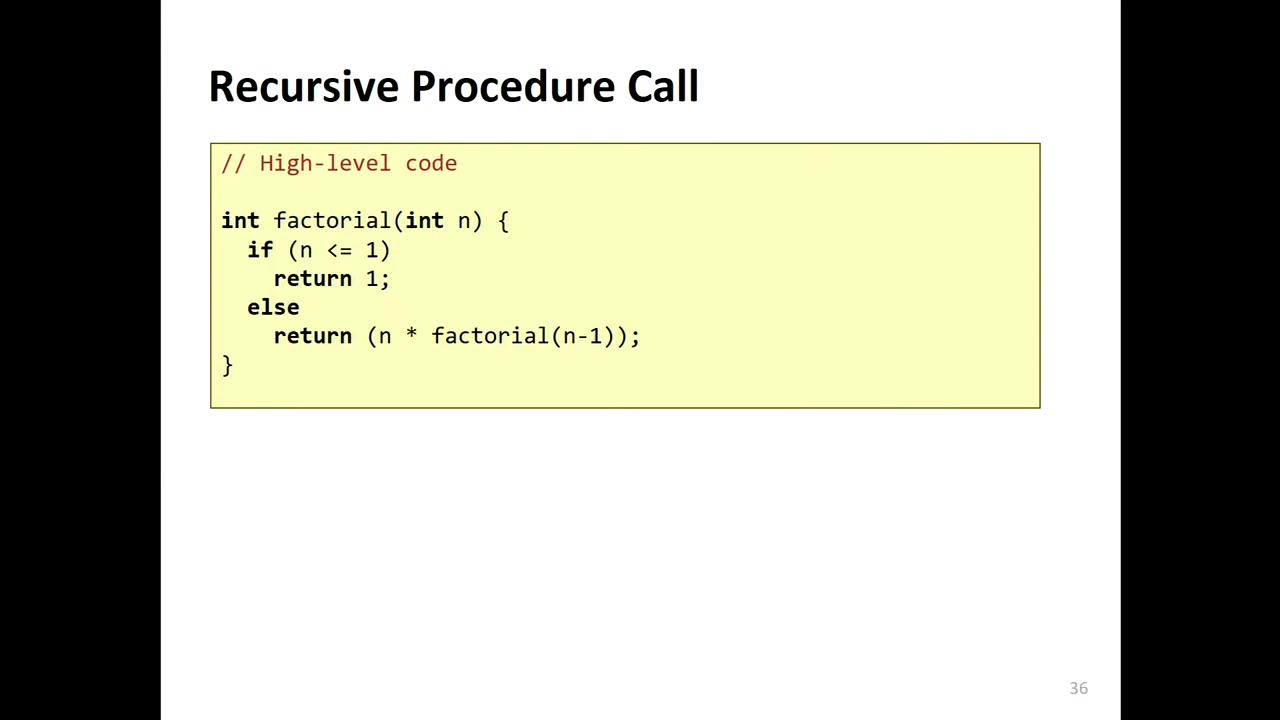 Recursive Procedure Call
// High-level code
int factorial(int n) {
if (n <= 1)
return 1;
else
return (n * factorial(n-1));
}
36